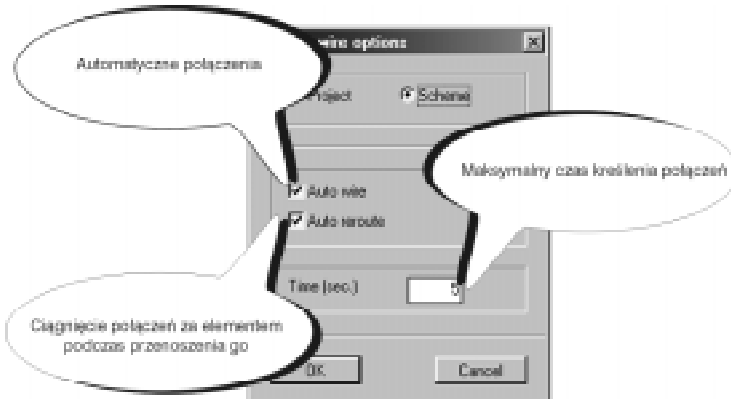 wire options
Automatyczne połączenia
Project
Scheme
Maksymalny czas kreślenia połączeń
Auto wire
Auto reroute
Time (sec.)
5
Ciągnięcie połączeń za elementem
podczas przenoszenia go
OK
Cancel